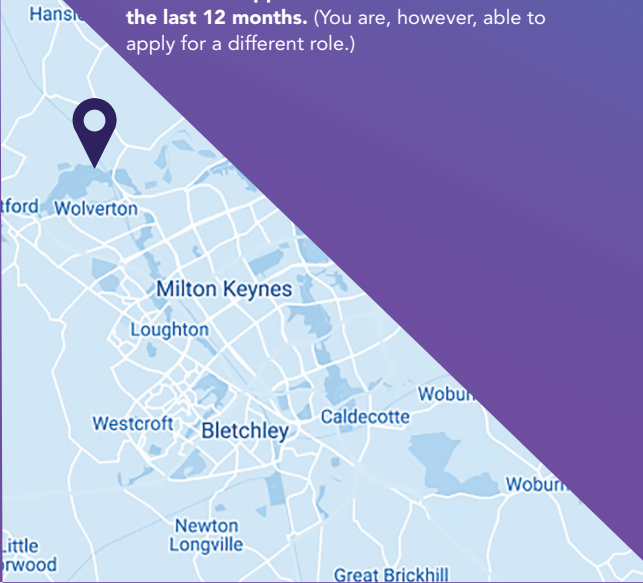 the last 12 months. (You are, however, able to
apply for a different role.)
Wolverton
Milton Keynes
Loughton
Westcroft
Caldecotte
Bletchley
Newton
Longville
Little
Great Brickhill